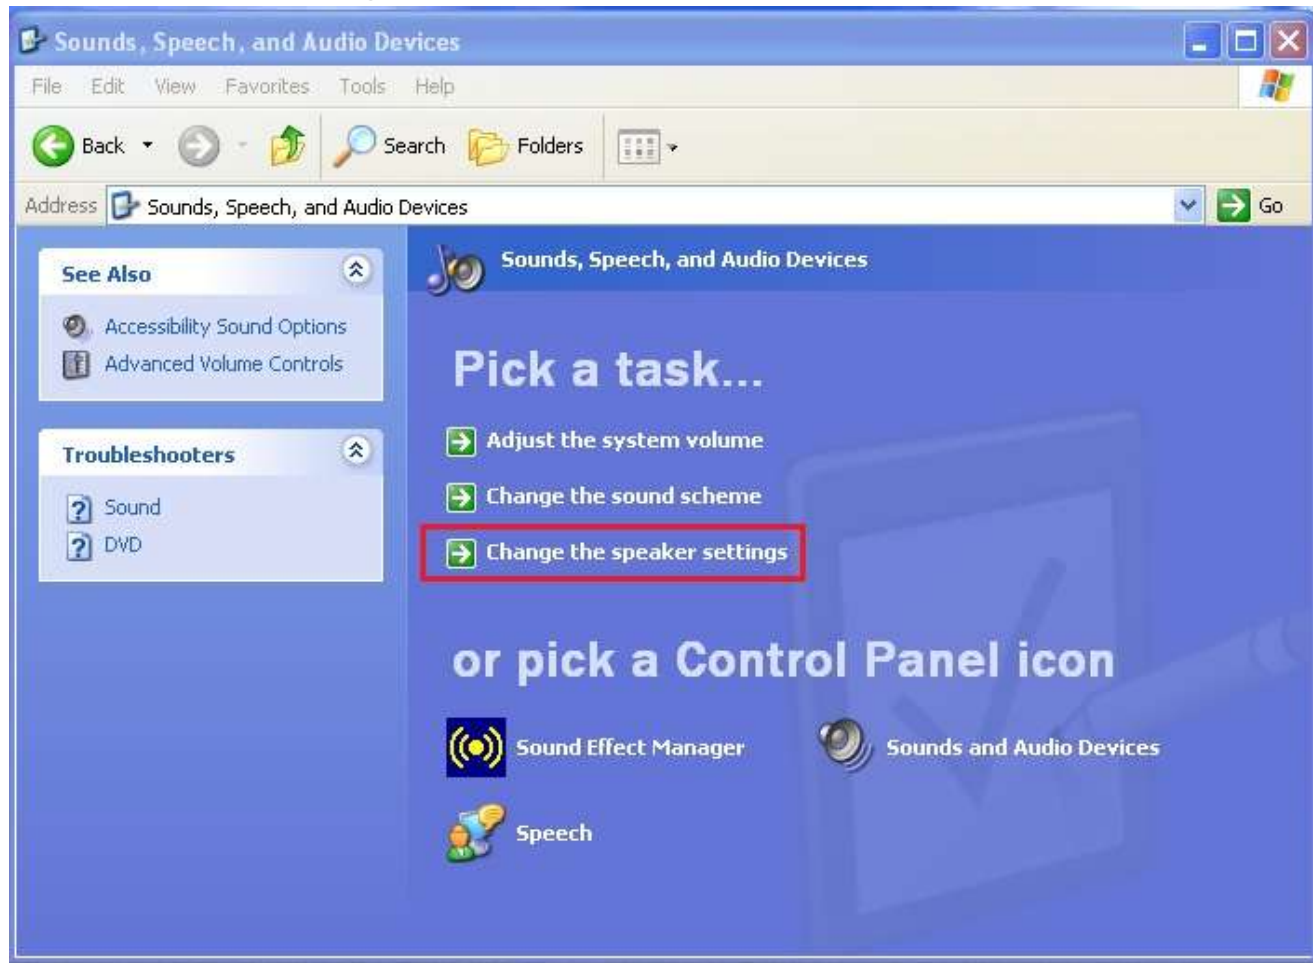 Sounds, Speech, and Audio Devices
File Edit View Favorites Tools Help
Back Search Folders
Address Sounds, Speech, and Audio Devices Go
See Also
Accessibility Sound Options
Advanced Volume Controls
Troubleshooters
Sound
DVD
Sounds, Speech, and Audio Devices
Pick a task...
Adjust the system volume
Change the sound scheme
Change the speaker settings
or pick a Control Panel icon
Sound Effect Manager Sounds and Audio Devices
Speech